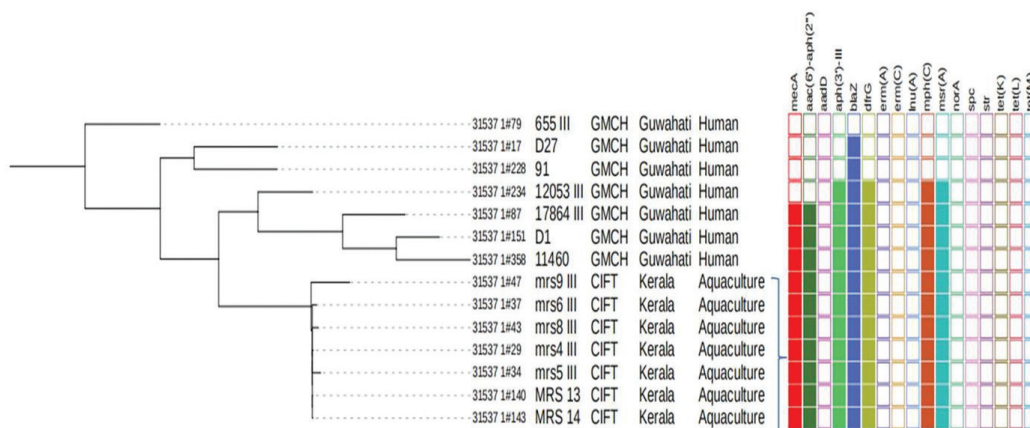 mecA
aac(6')-aph(2")
aadD
aph(3')-III
blaZ
dfrG
erm(A)
erm(C)
lnu(A)
mph(C)
msr(A)
norA
spc
str
tet(K)
tet(L)
tet(M)
31537 1#79 655 III GMCH Guwahati Human
31537 1#17 D27 GMCH Guwahati Human
31537 1#228 91 GMCH Guwahati Human
31537 1#234 12053 III GMCH Guwahati Human
31537 1#87 17864 III GMCH Guwahati Human
31537 1#151 D1 GMCH Guwahati Human
31537 1#358 11460 GMCH Guwahati Human
31537 1#47 mrs9 III CIFT Kerala Aquaculture
31537 1#37 mrs6 III CIFT Kerala Aquaculture
31537 1#43 mrs8 III CIFT Kerala Aquaculture
31537 1#29 mrs4 III CIFT Kerala Aquaculture
31537 1#34 mrs5 III CIFT Kerala Aquaculture
31537 1#140 MRS 13 CIFT Kerala Aquaculture
31537 1#143 MRS 14 CIFT Kerala Aquaculture